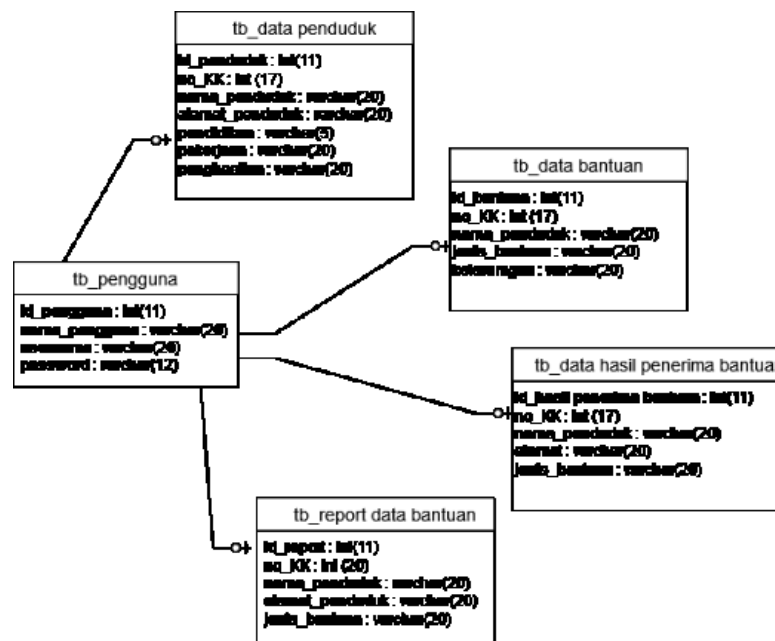 tb_data penduduk
id_penduduk : int(11)
no_KK : int (17)
nama_penduduk : varchar(20)
alamat_penduduk : varchar(20)
pendidikan : varchar(5)
pekerjaan : varchar(20)
penghasilan : varchar(20)
tb_data bantuan
id_bantuan : int(11)
no_KK : int (17)
nama_penduduk : varchar(20)
jenis_bantuan : varchar(20)
keterangan : varchar(20)
tb_pengguna
id_pengguna : int(11)
nama_pengguna : varchar(20)
username : varchar(20)
password : varchar(12)
tb_data hasil penerima bantuan
id_hasil penerima bantuan : int(11)
no_KK : int (17)
nama_penduduk : varchar(20)
alamat : varchar(20)
jenis_bantuan : varchar(20)
tb_report data bantuan
id_report : int(11)
no_KK : int (20)
nama_penduduk : varchar(20)
alamat_penduduk : varchar(20)
jenis_bantuan : varchar(20)